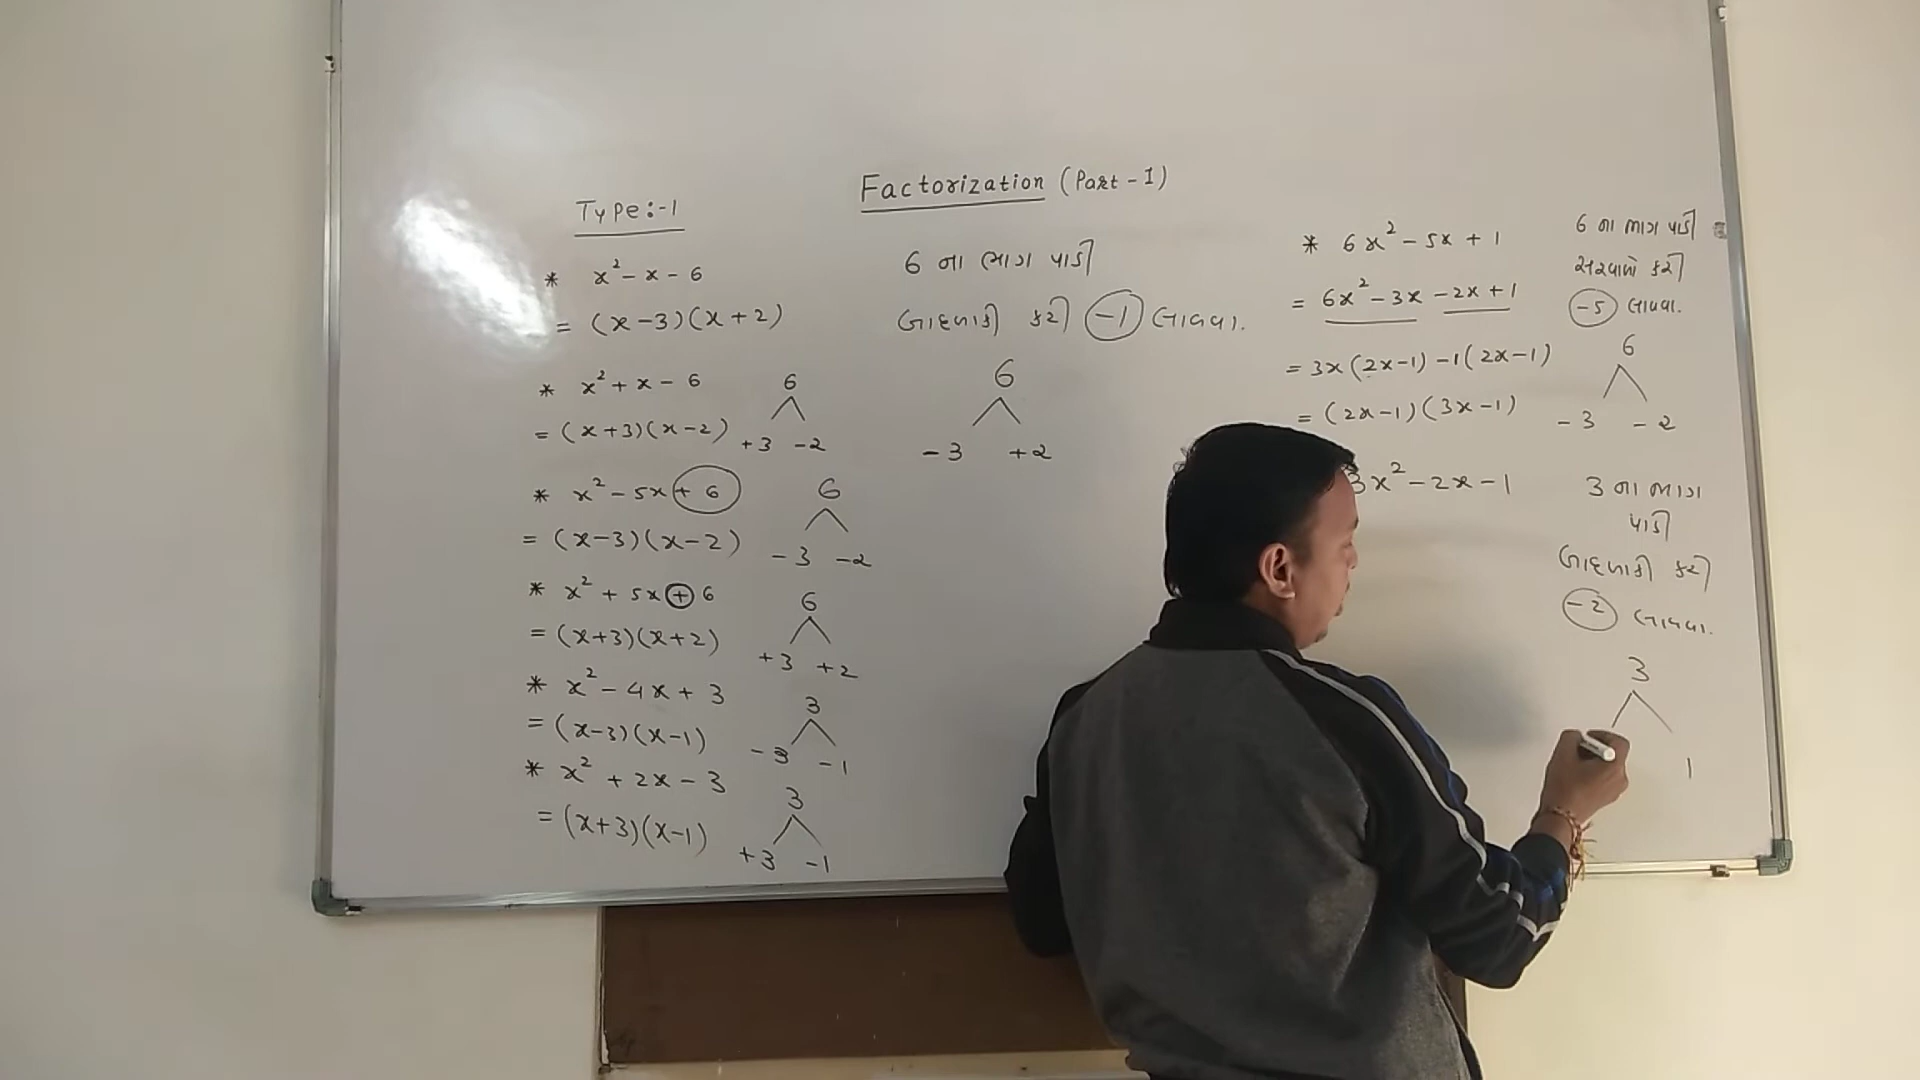 Factorization (Part - I)
Type:-1
* x² - x - 6
= (x-3)(x+2)
* x² + x - 6
= (x+3)(x-2)
6
+3 -2
* x² - 5x + 6
= (x-3)(x-2)
6
-3 -2
* x² + 5x + 6
= (x+3)(x+2)
6
+3 +2
* x² - 4x + 3
= (x-3)(x-1)
3
-3 -1
* x² + 2x - 3
= (x+3)(x-1)
3
+3 -1
6 ના ભાગ પાડી
બાદબાકી કરી -1 લાવવા.
6
-3 +2
* 6x² - 5x + 1
= 6x² - 3x - 2x + 1
= 3x(2x-1) -1(2x-1)
= (2x-1)(3x-1)
6 ના ભાગ પાડી
સરવાળો કરી
-5 લાવવા.
6
-3 -2
3x² - 2x - 1
3 ના ભાગ
પાડી
બાદબાકી કરી
-2 લાવવા.
3
1